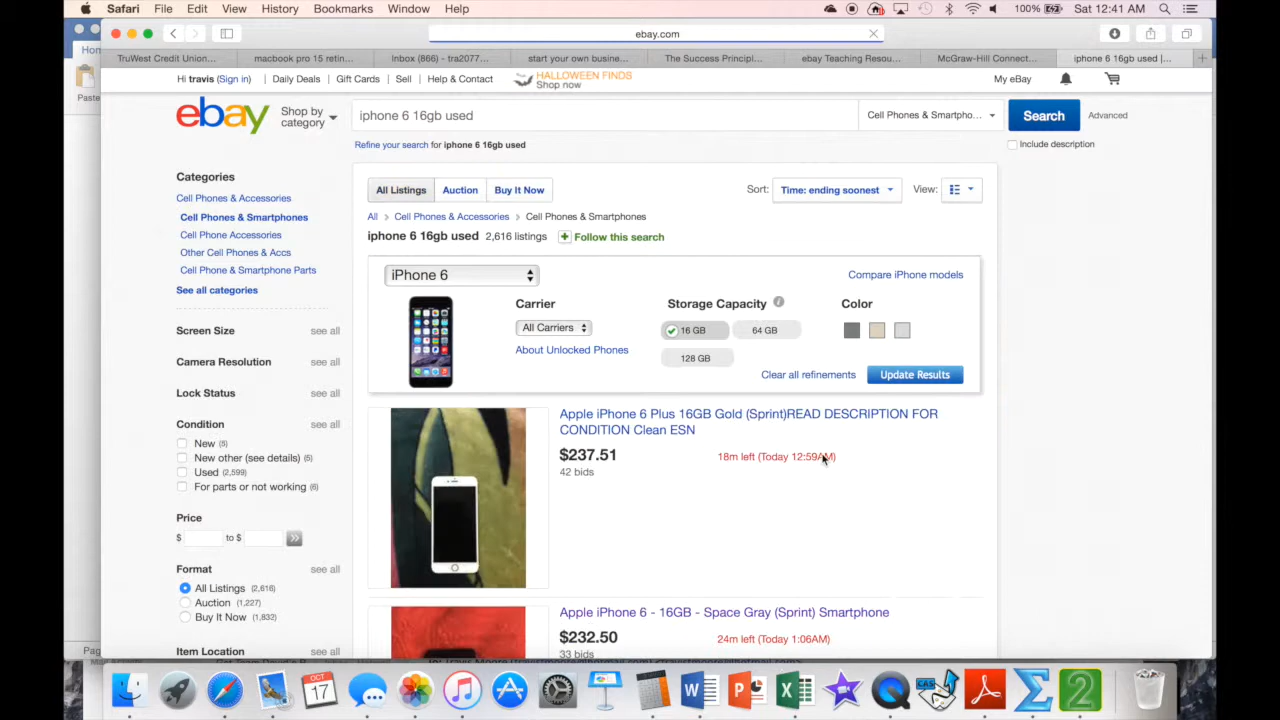 Safari File Edit View History Bookmarks Window Help 100% Sat 12:41 AM
ebay.com
Hom
TruWest Credit Union... macbook pro 15 retin... Inbox (866) - tra2077... start your own busine... The Success Principl... ebay Teaching Resou... McGraw-Hill Connect... iphone 6 16gb used |...
Paste
Hi travis (Sign in) Daily Deals Gift Cards Sell Help & Contact HALLOWEEN FINDS My eBay
Shop now
ebay Shop by category iphone 6 16gb used Cell Phones & Smartpho... Search Advanced
Refine your search for iphone 6 16gb used Include description
Categories
Cell Phones & Accessories
Cell Phones & Smartphones
Cell Phone Accessories
Other Cell Phones & Accs
Cell Phone & Smartphone Parts
See all categories
Screen Size see all
Camera Resolution see all
Lock Status see all
Condition see all
New (5)
New other (see details) (5)
Used (2,599)
For parts or not working (6)
Price
$ to $ >>
Format see all
All Listings (2,616)
Auction (1,227)
Buy It Now (1,832)
Item Location see all
All Listings Auction Buy It Now Sort: Time: ending soonest View:
All > Cell Phones & Accessories > Cell Phones & Smartphones
iphone 6 16gb used 2,616 listings + Follow this search
iPhone 6 Compare iPhone models
Carrier Storage Capacity Color
All Carriers 16 GB 64 GB
About Unlocked Phones 128 GB
Clear all refinements Update Results
Apple iPhone 6 Plus 16GB Gold (Sprint)READ DESCRIPTION FOR
CONDITION Clean ESN
$237.51 18m left (Today 12:59AM)
42 bids
Apple iPhone 6 - 16GB - Space Gray (Sprint) Smartphone
$232.50 24m left (Today 1:06AM)
33 bids
Pag
OCT
17
CAS
2